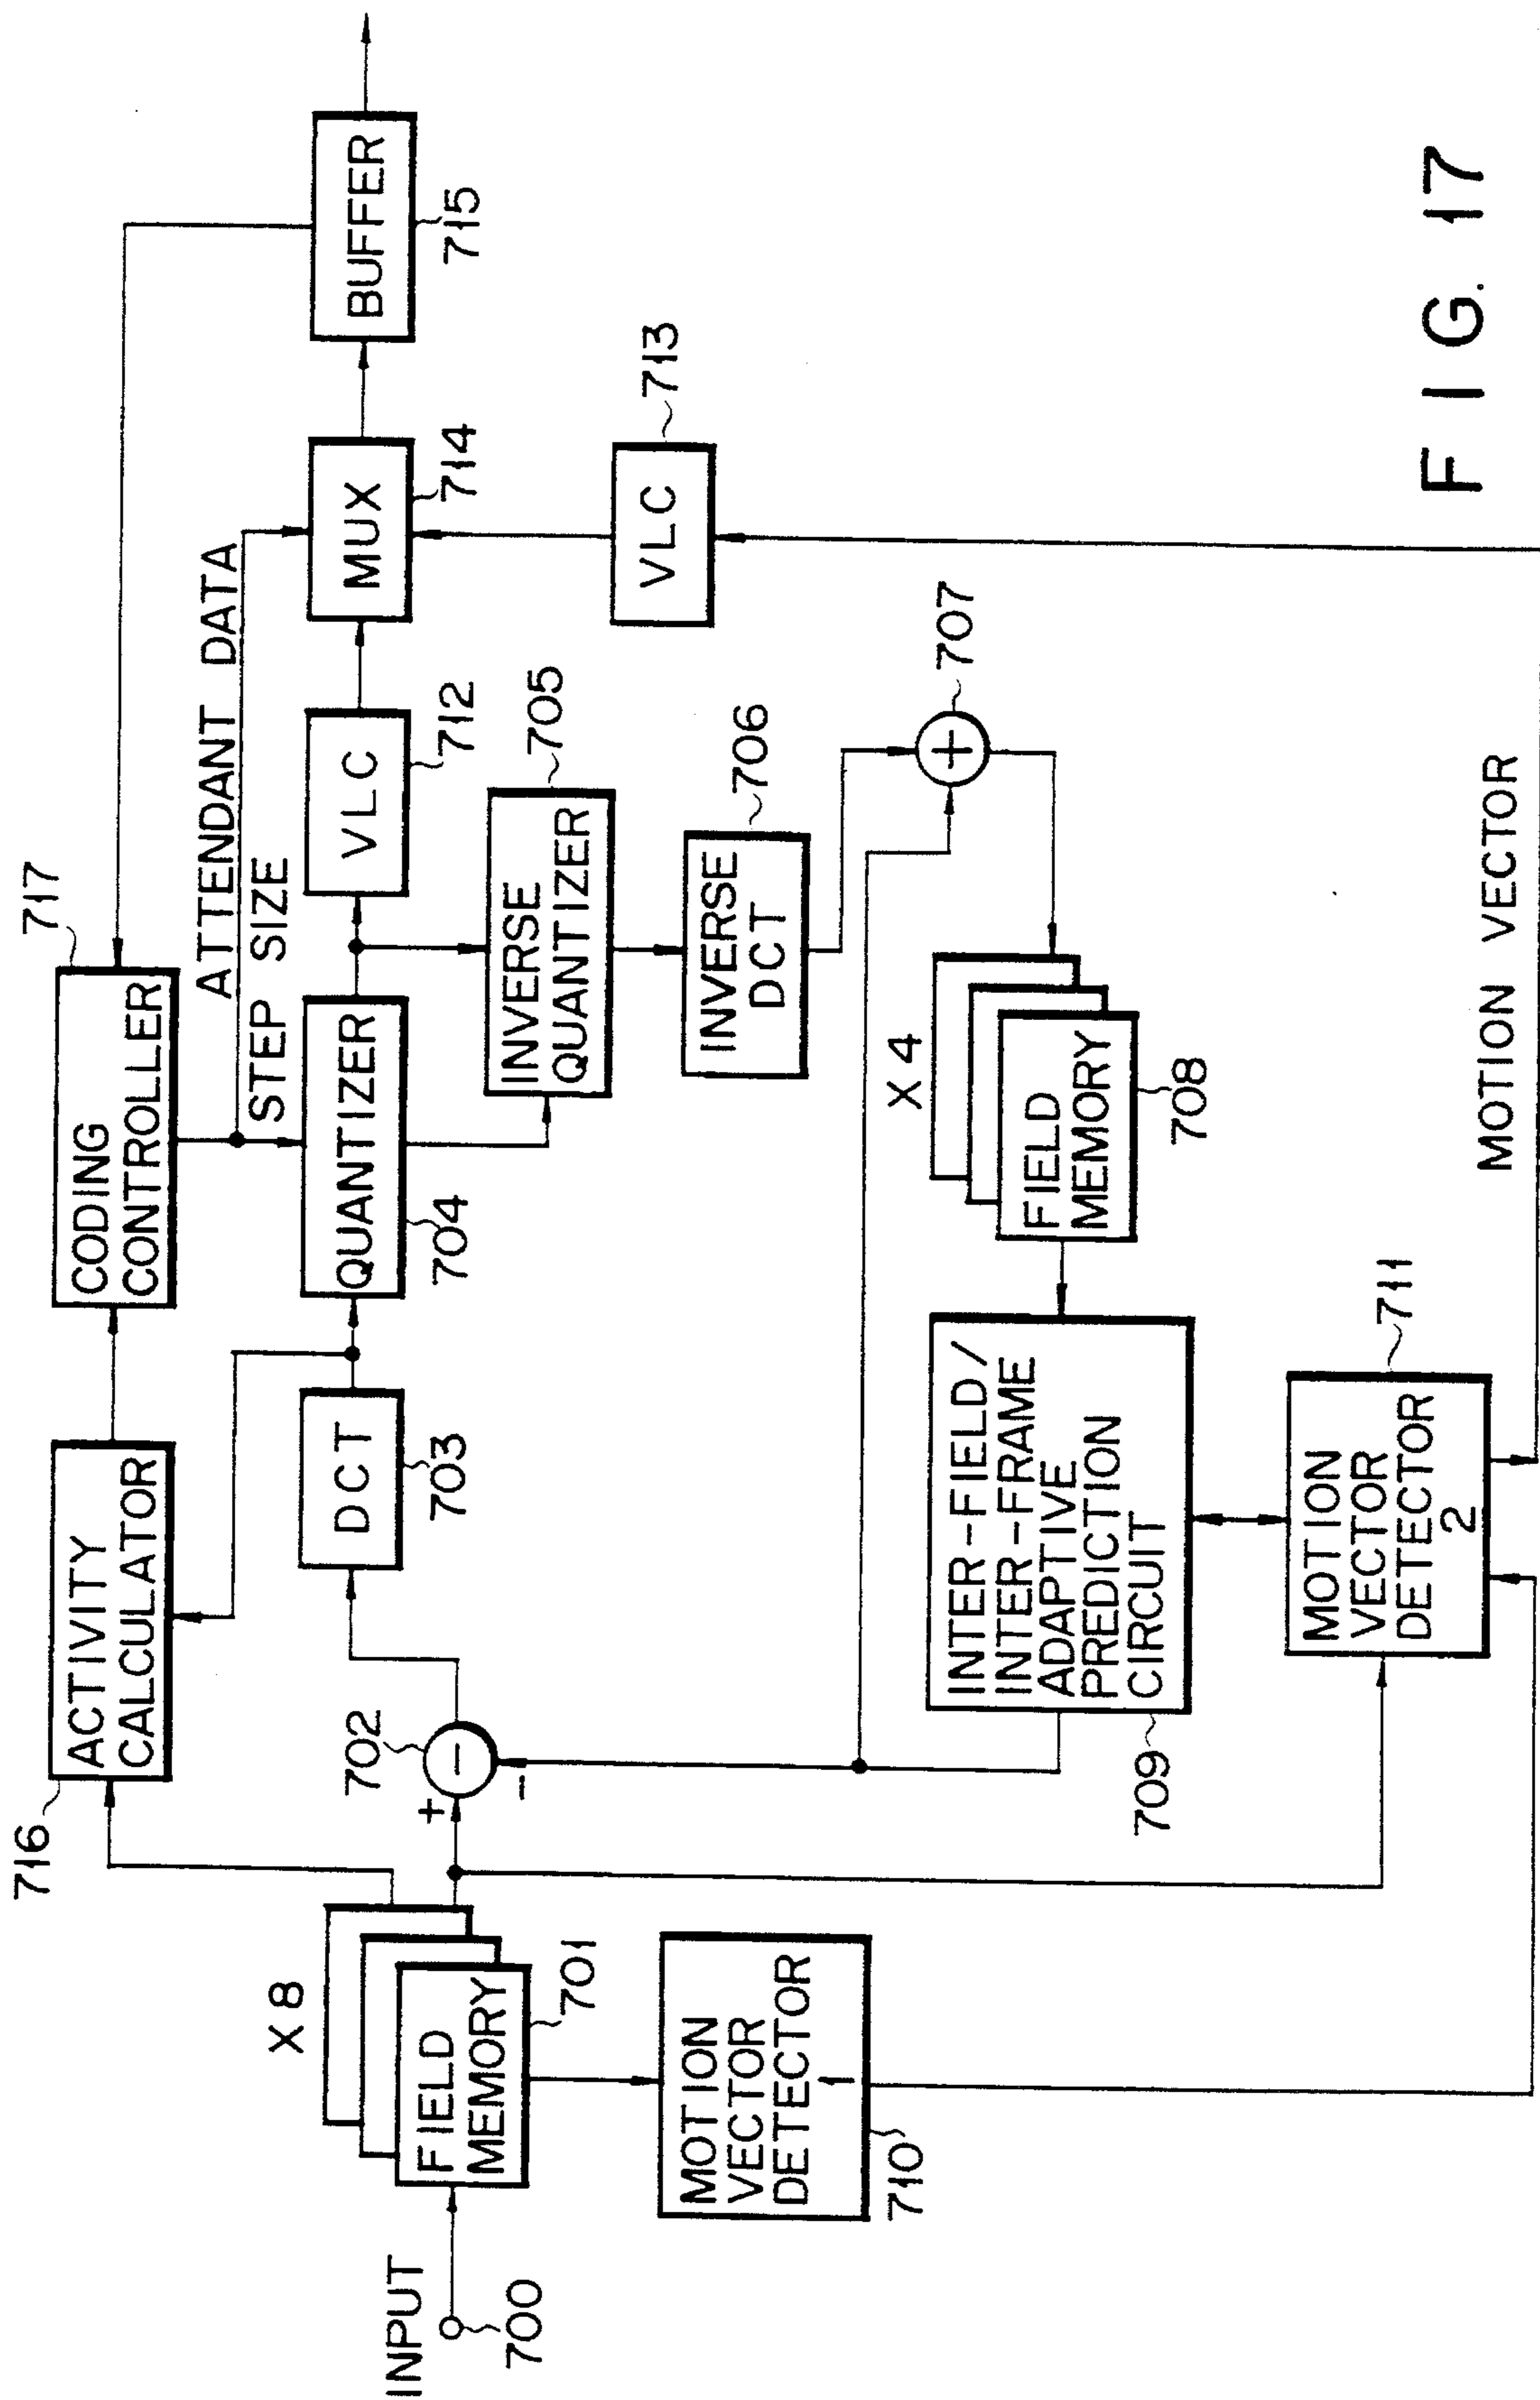 716
ACTIVITY
CALCULATOR
717
CODING
CONTROLLER
ATTENDANT DATA
STEP SIZE
INPUT
700
X 8
FIELD
MEMORY
701
702
+
−
-
DCT
703
QUANTIZER
704
VLC
712
MUX
714
BUFFER
715
INVERSE
QUANTIZER
705
VLC
713
INVERSE
DCT
706
+
707
MOTION
VECTOR
DETECTOR
1
710
INTER-FIELD/
INTER-FRAME
ADAPTIVE
PREDICTION
CIRCUIT
709
X 4
FIELD
MEMORY
708
MOTION
VECTOR
DETECTOR
2
711
MOTION VECTOR
FIG. 17